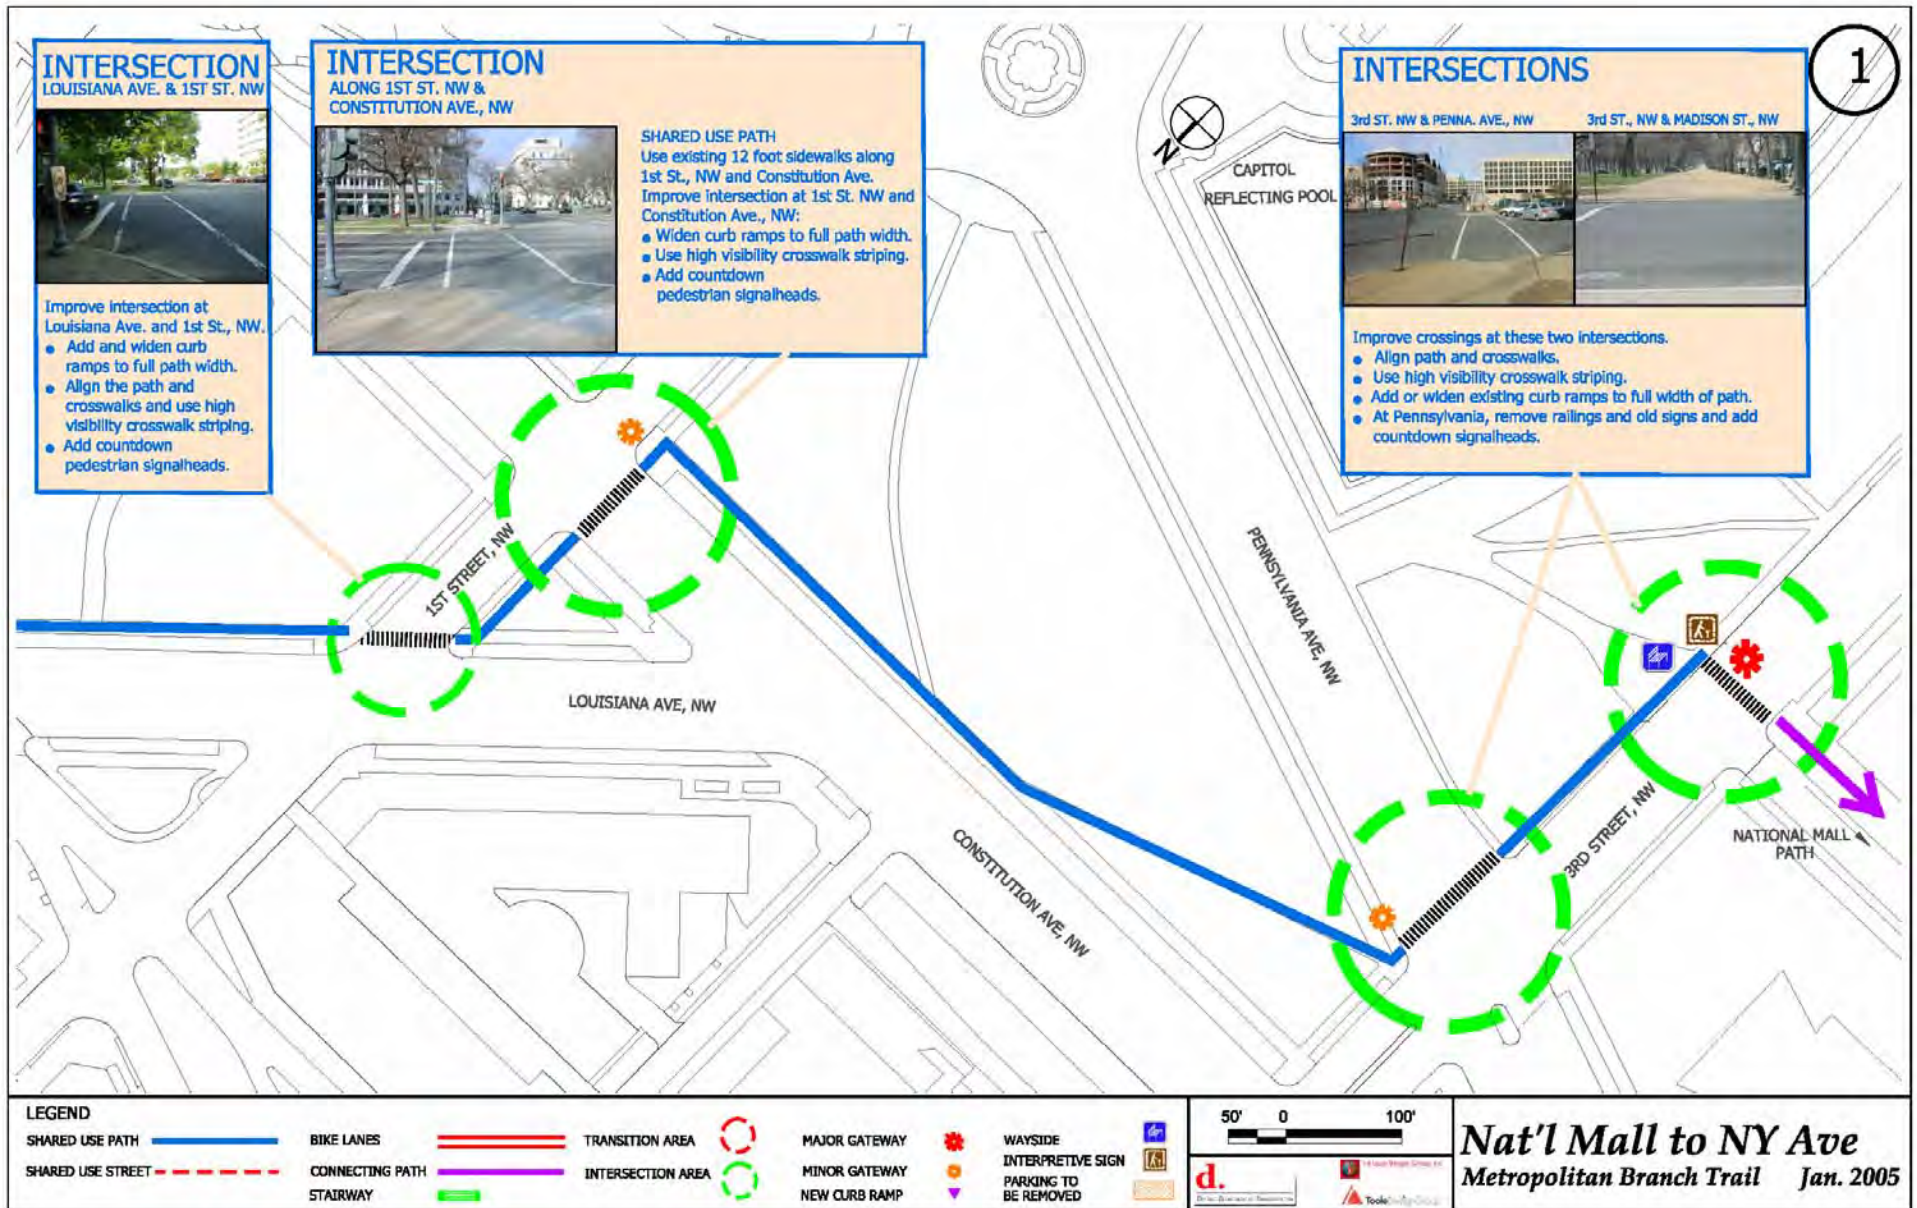 INTERSECTION
LOUISIANA AVE. & 1ST ST. NW
Improve intersection at
Louisiana Ave. and 1st St., NW.
• Add and widen curb
ramps to full path width.
• Align the path and
crosswalks and use high
visibility crosswalk striping.
• Add countdown
pedestrian signalheads.
INTERSECTION
ALONG 1ST ST. NW &
CONSTITUTION AVE., NW
SHARED USE PATH
Use existing 12 foot sidewalks along
1st St., NW and Constitution Ave.
Improve intersection at 1st St. NW and
Constitution Ave., NW:
• Widen curb ramps to full path width.
• Use high visibility crosswalk striping.
• Add countdown
pedestrian signalheads.
INTERSECTIONS
3rd ST. NW & PENNA. AVE., NW
3rd ST., NW & MADISON ST., NW
Improve crossings at these two intersections.
• Align path and crosswalks.
• Use high visibility crosswalk striping.
• Add or widen existing curb ramps to full width of path.
• At Pennsylvania, remove railings and old signs and add
countdown signalheads.
1
N
CAPITOL
REFLECTING POOL
1ST STREET, NW
LOUISIANA AVE, NW
CONSTITUTION AVE, NW
PENNSYLVANIA AVE, NW
3RD STREET, NW
NATIONAL MALL
PATH
LEGEND
SHARED USE PATH
SHARED USE STREET
BIKE LANES
CONNECTING PATH
STAIRWAY
TRANSITION AREA
INTERSECTION AREA
MAJOR GATEWAY
MINOR GATEWAY
NEW CURB RAMP
WAYSIDE
INTERPRETIVE SIGN
PARKING TO
BE REMOVED
50' 0 100'
d.
Nat'l Mall to NY Ave
Metropolitan Branch Trail Jan. 2005